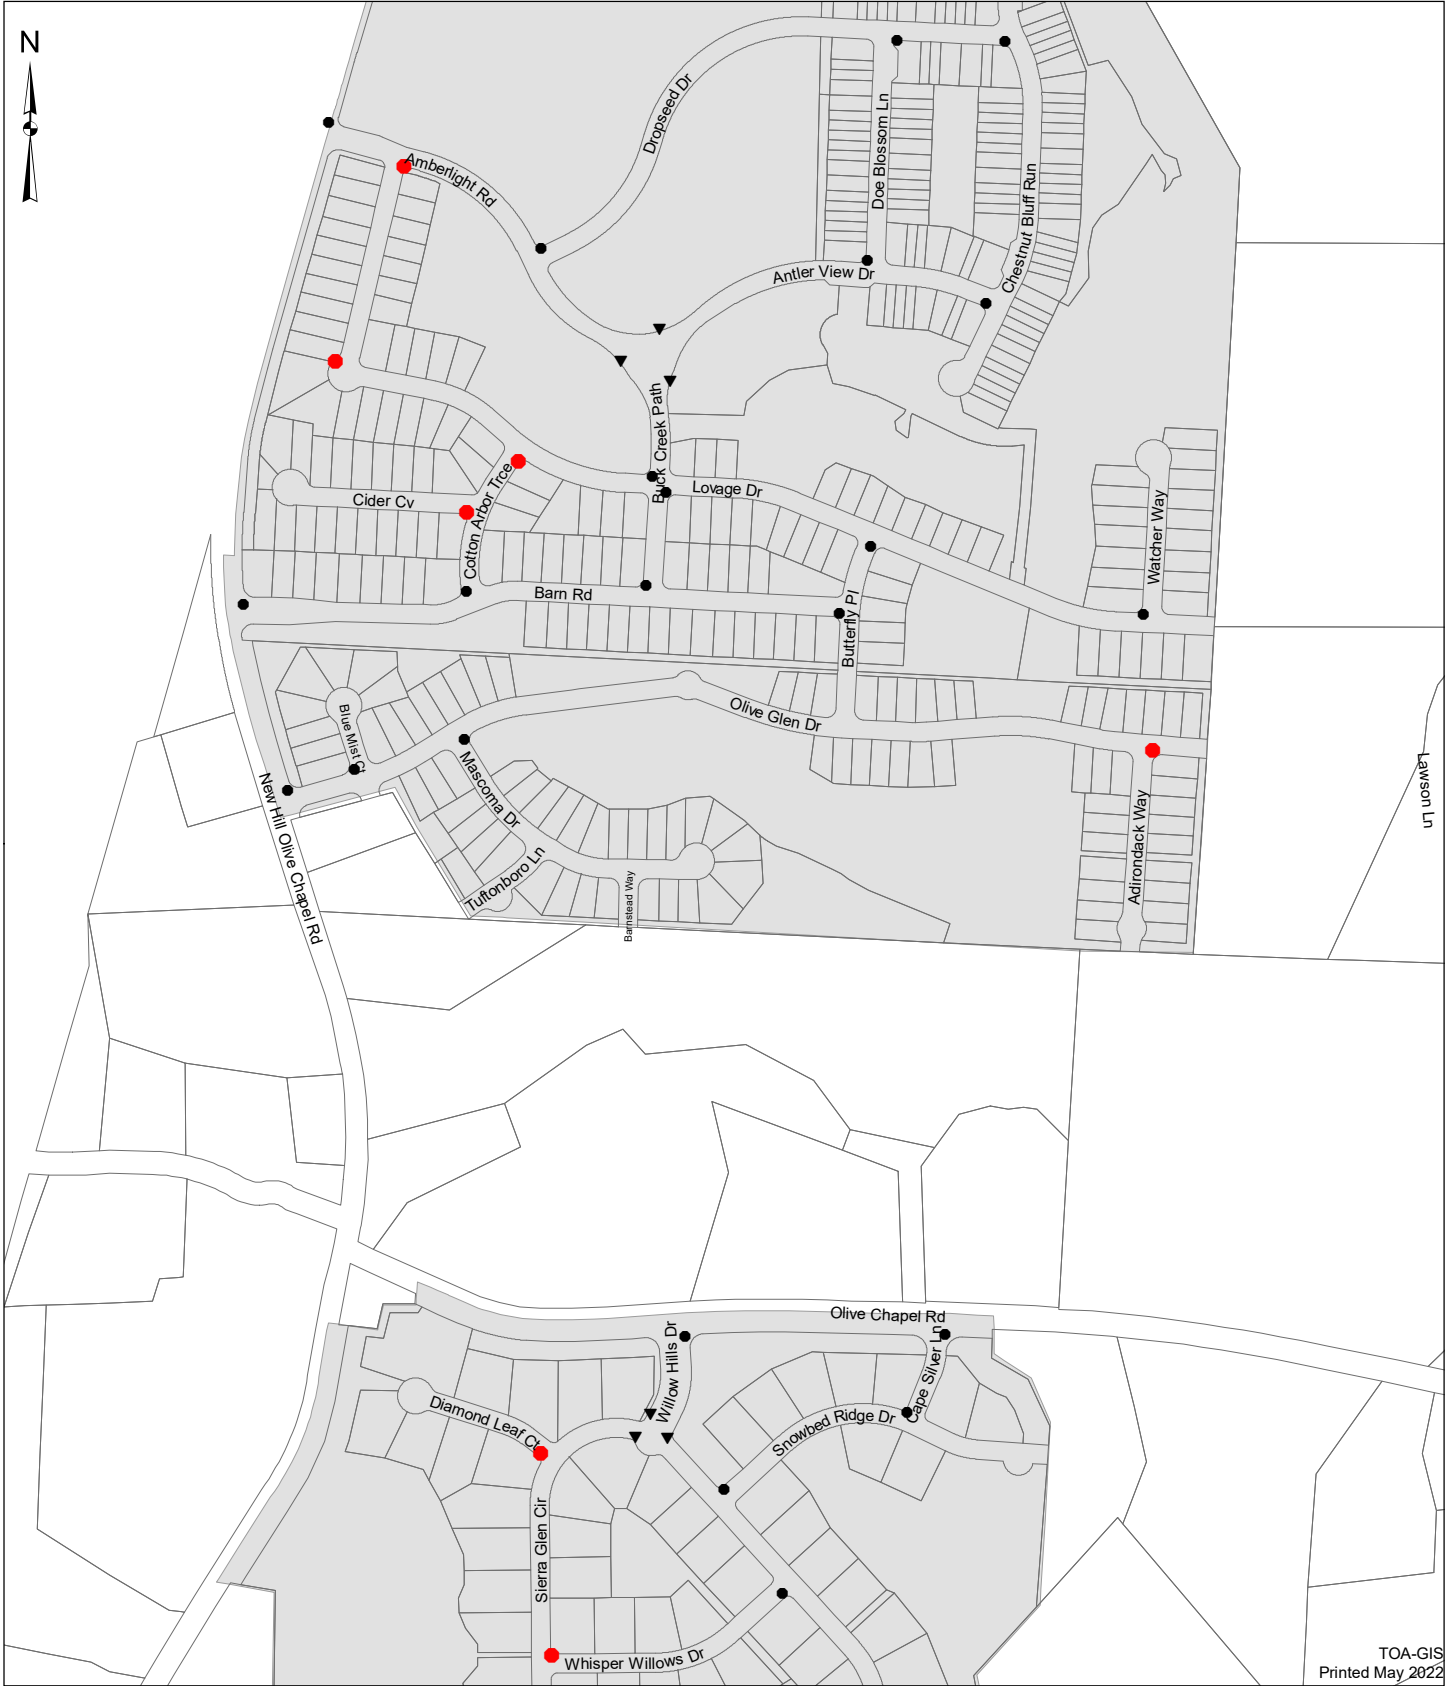 N
Dropseed Dr
Amberlight Rd
Doe Blossom Ln
Chestnut Bluff Run
Antler View Dr
Buck Creek Path
Lovage Dr
Cider Cv
Cotton Arbor Trce
Watcher Way
Barn Rd
Butterfly Pl
Blue Mist Ct
Olive Glen Dr
Mascoma Dr
New Hill Olive Chapel Rd
Tuftonboro Ln
Barnstead Way
Adirondack Way
Lawson Ln
Olive Chapel Rd
Willow Hills Dr
Cape Silver Ln
Diamond Leaf Ct
Snowbed Ridge Dr
Sierra Glen Cir
Whisper Willows Dr
TOA-GIS
Printed May 2022